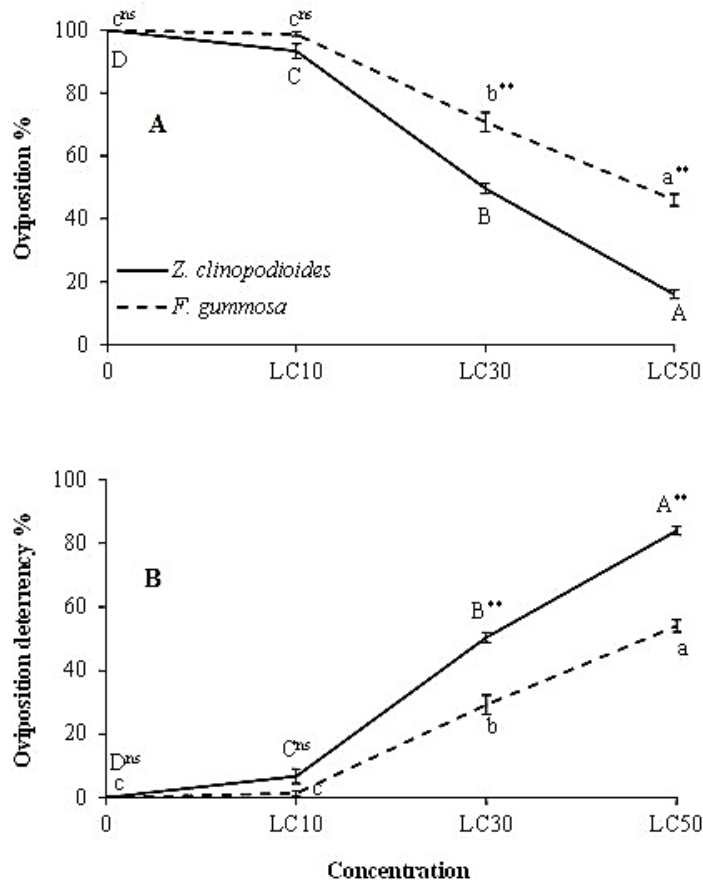 100
80
60
40
20
0
Oviposition %
A
c^ns
D
c^ns
C
b**
B
a**
A
Z. clinopodioides
F. gummosa
0 LC10 LC30 LC50
100
80
60
40
20
0
Oviposition deterrency %
B
D^ns
c
C^ns
c
B**
b
A**
a
0 LC10 LC30 LC50
Concentration